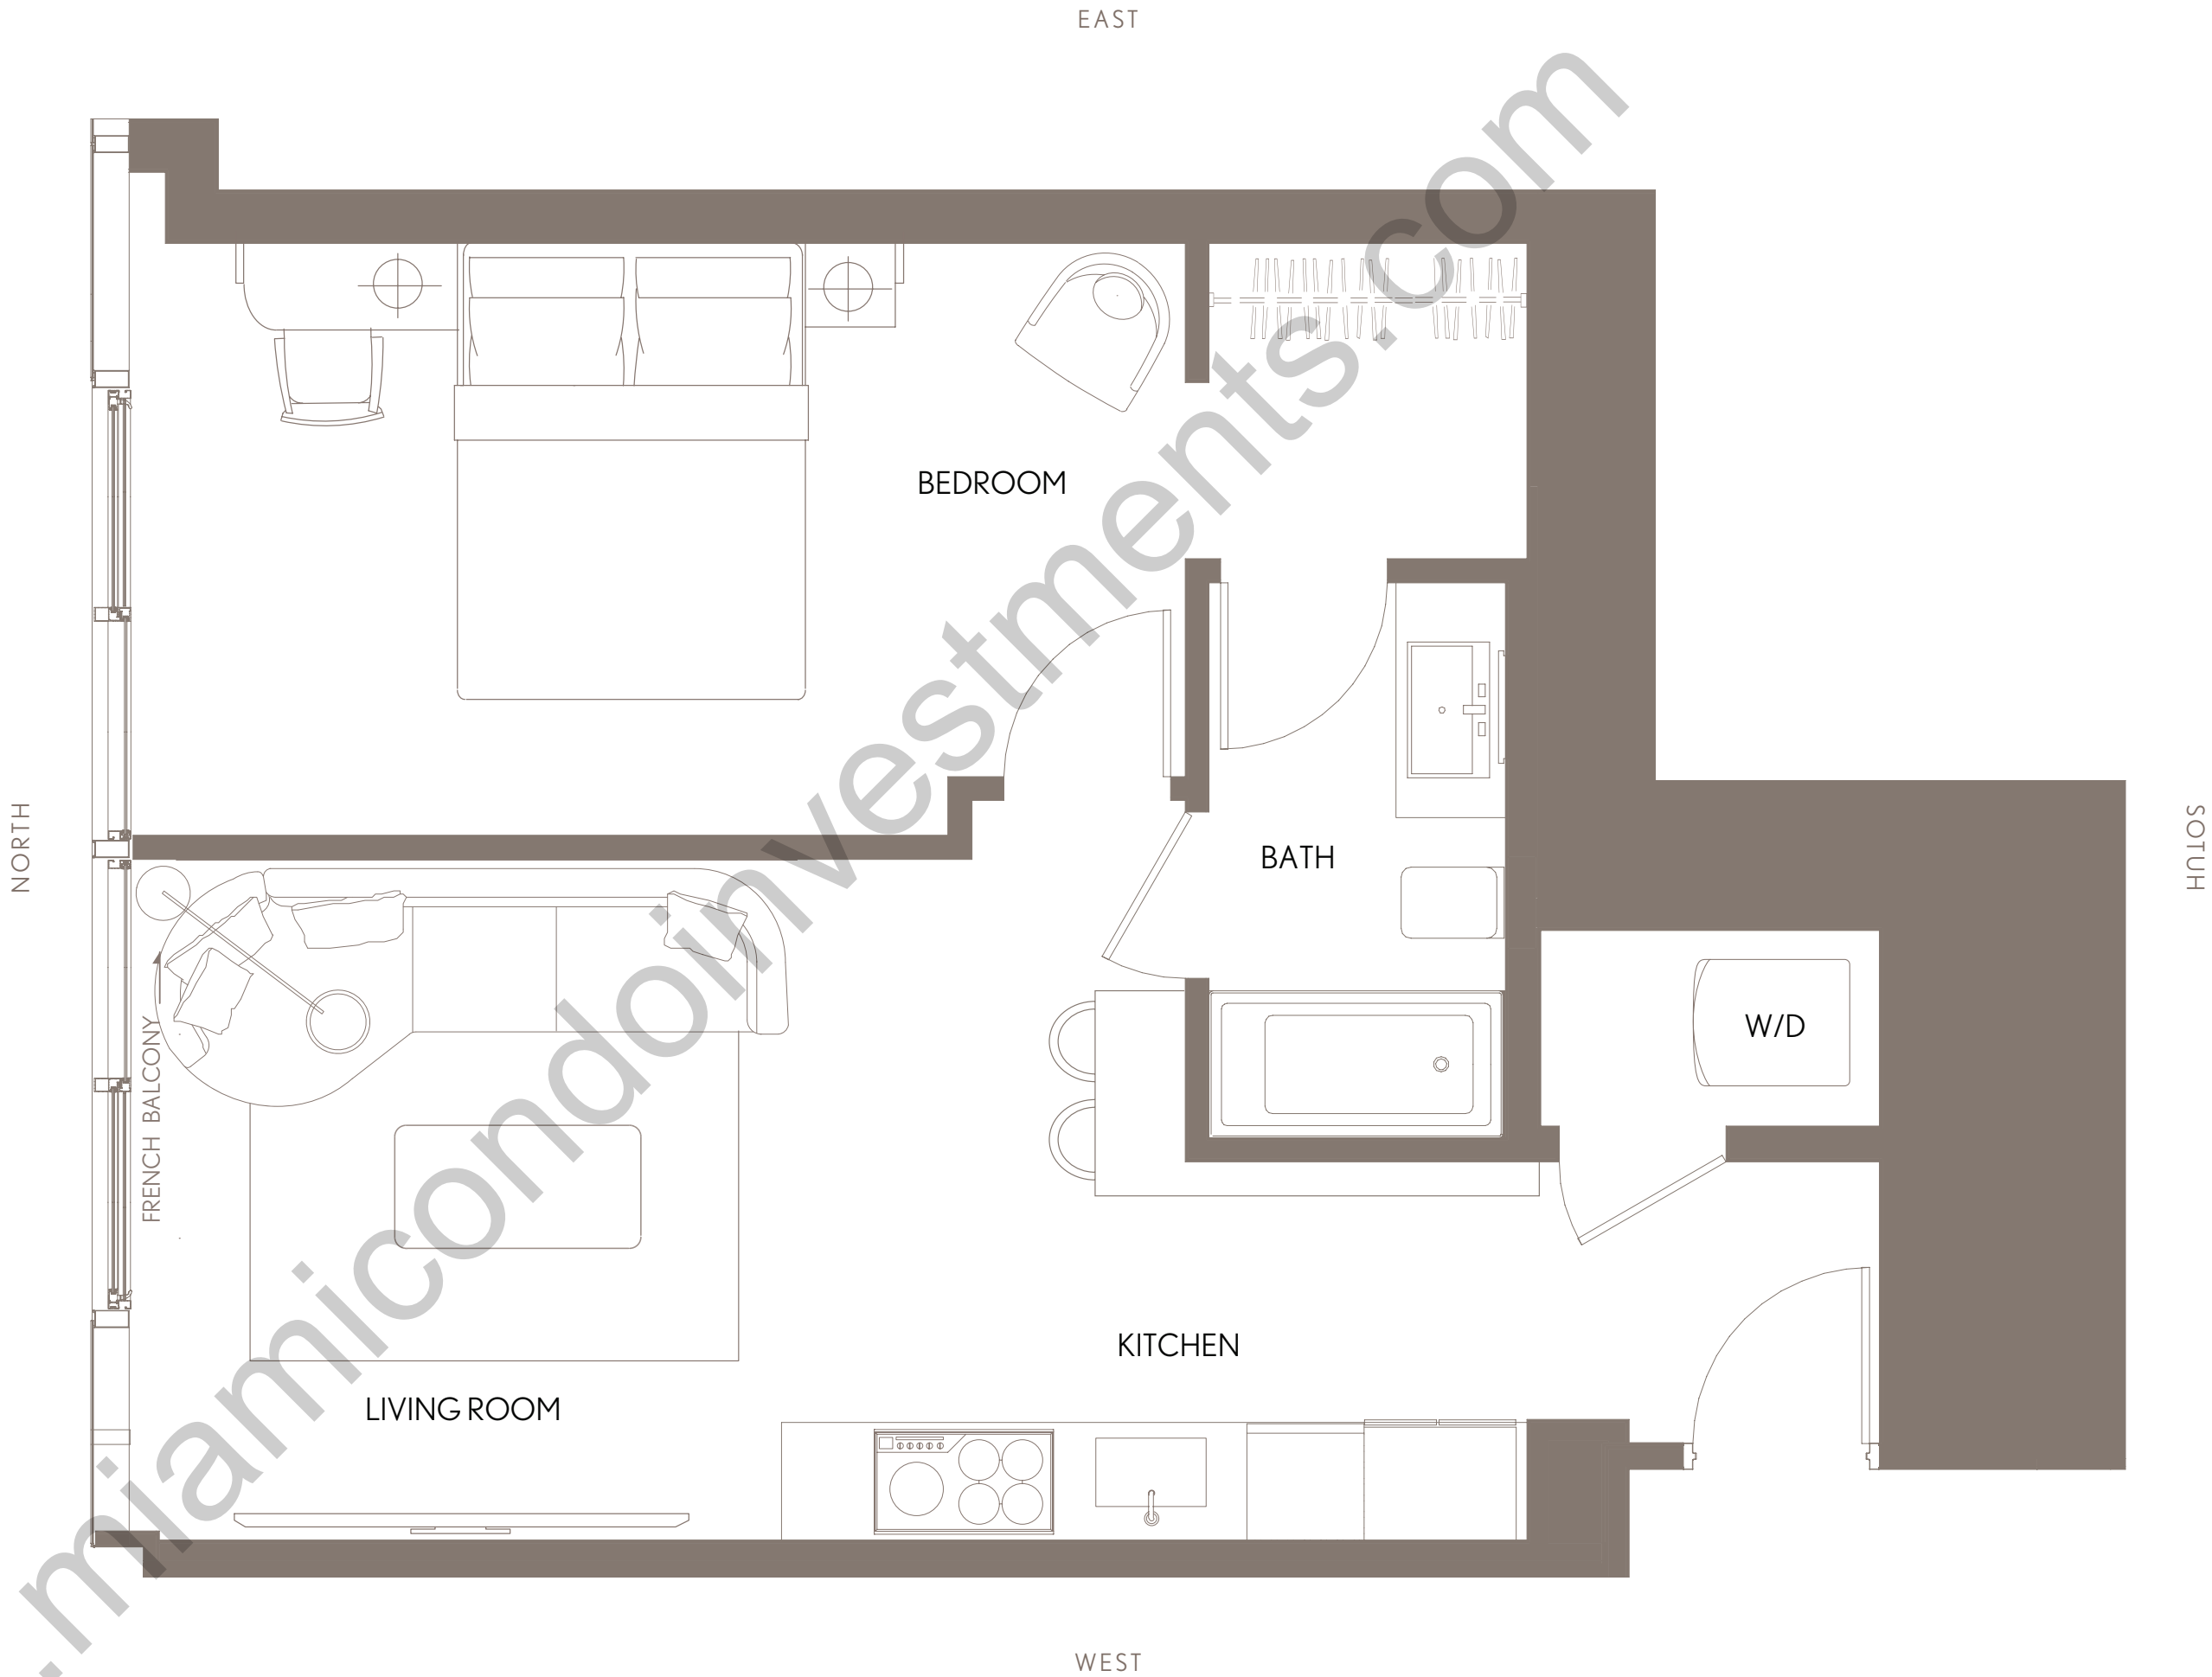 EAST
BEDROOM
NORTH
SOTUH
BATH
FRENCH BALCONY
W/D
KITCHEN
LIVING ROOM
WEST
.miamicondoinvestments.com